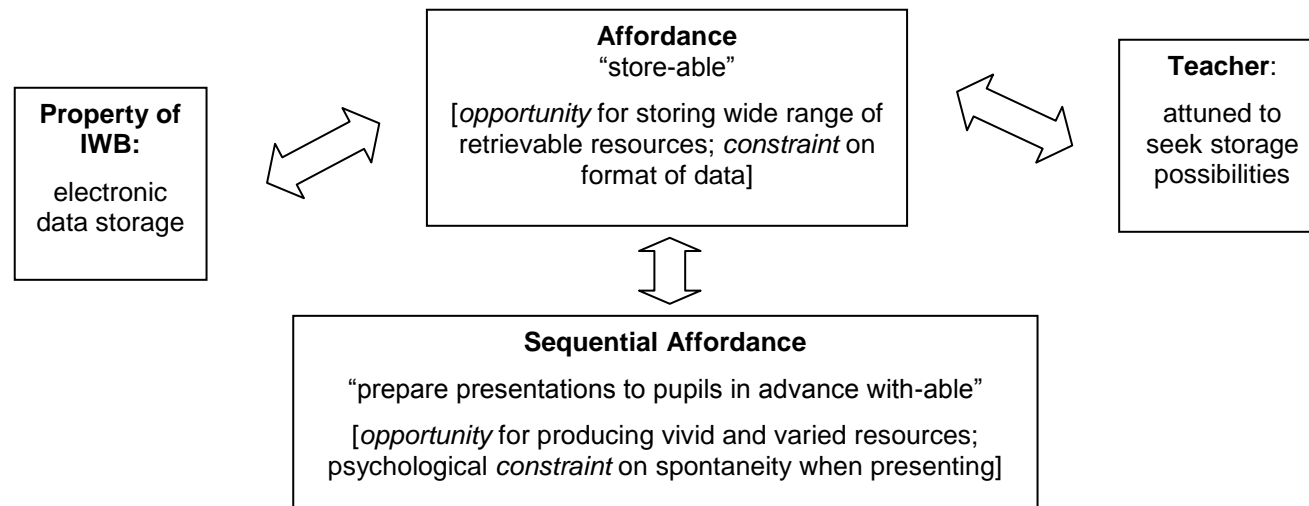 Affordance
“store-able”
[opportunity for storing wide range of
retrievable resources; constraint on
format of data]
Property of
IWB:
electronic
data storage
Teacher:
attuned to
seek storage
possibilities
Sequential Affordance
“prepare presentations to pupils in advance with-able”
[opportunity for producing vivid and varied resources;
psychological constraint on spontaneity when presenting]